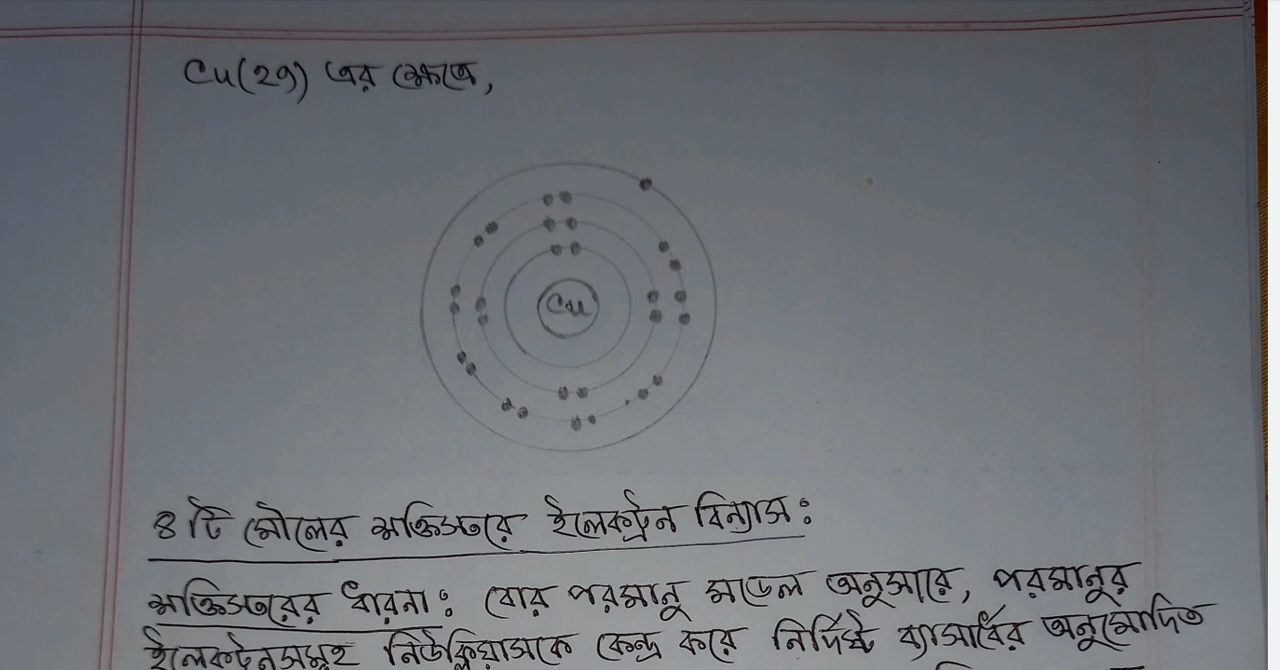 Cu(29) এর ক্ষেত্রে,
Cu
৪ টি মৌলের শক্তিস্তরে ইলেকট্রন বিন্যাস:
শক্তিস্তরের ধারনা: বোর পরমানু মডেল অনুসারে, পরমানুর
ইলেকট্রনসমূহ নিউক্লিয়াসকে কেন্দ্র করে নির্দিষ্ট ব্যাসার্ধের অনুমোদিত